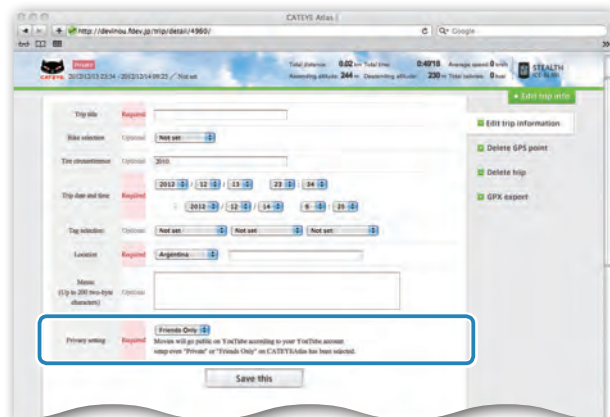 CATEYE Atlas |
http://devinou.fdev.jp/trip/detail/4980/
Google
CATEYE
Private
2012/12/13 23:34 - 2012/12/14 09:25 / Not set
Total distance 0.02 km Total time 0:40'18 Average speed 0 km/h
Ascending altitude 244 m Descending altitude 230 m Total calories 0 kcal
STEALTH
Edit trip info
Trip title Required
Bike selection Optional Not set
Tire circumference Optional 2010
Trip date and time Required 2012 / 12 / 13 23 : 34
- 2012 / 12 / 14 9 : 25
Tag selection Optional Not set Not set Not set
Location Required Argentina
Memo
(Up to 200 two-byte
characters) Optional
Privacy setting Required Friends Only
Movies will go public on YouTube according to your YouTube account
setup even "Private" or "Friends Only" on CATEYEAtlas has been selected.
Save this
Edit trip information
Delete GPS point
Delete trip
GPX export